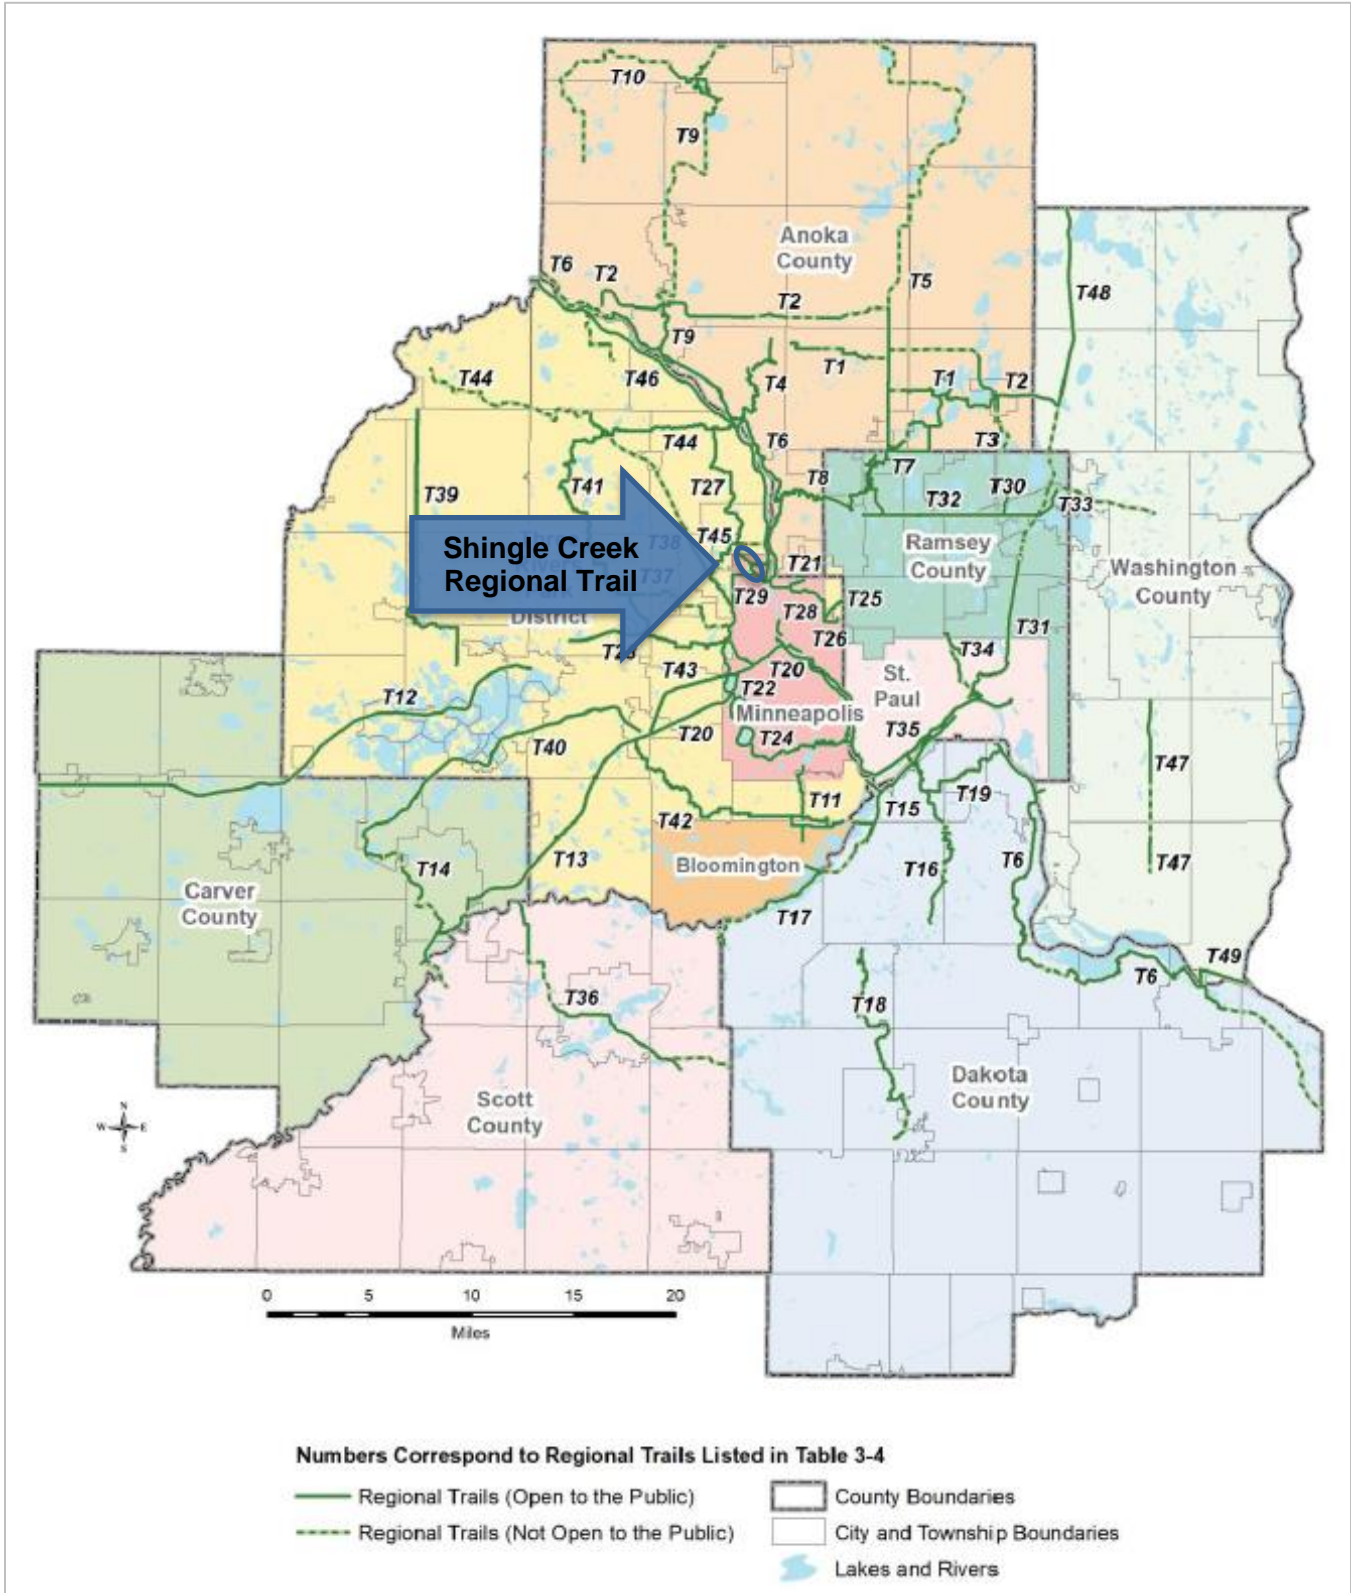 T10
T9
Anoka
County
T6
T2
T2
T5
T48
T9
T1
T44
T46
T4
T1
T2
T44
T6
T3
T7
T8
T41
T27
T32
T30
T39
T33
T45
T38
Shingle Creek
Regional Trail
T21
Ramsey
County
Washington
County
T37
District
T29
T28
T25
T26
T31
T34
T43
T20
St.
Paul
T12
T22
Minneapolis
T35
T40
T20
T24
T47
T11
T15
T19
T42
T13
T14
Bloomington
T16
T6
T47
Carver
County
T17
T49
T6
T36
T18
Dakota
County
Scott
County
N
W E
S
0 5 10 15 20
Miles
Numbers Correspond to Regional Trails Listed in Table 3-4
Regional Trails (Open to the Public)
County Boundaries
Regional Trails (Not Open to the Public)
City and Township Boundaries
Lakes and Rivers